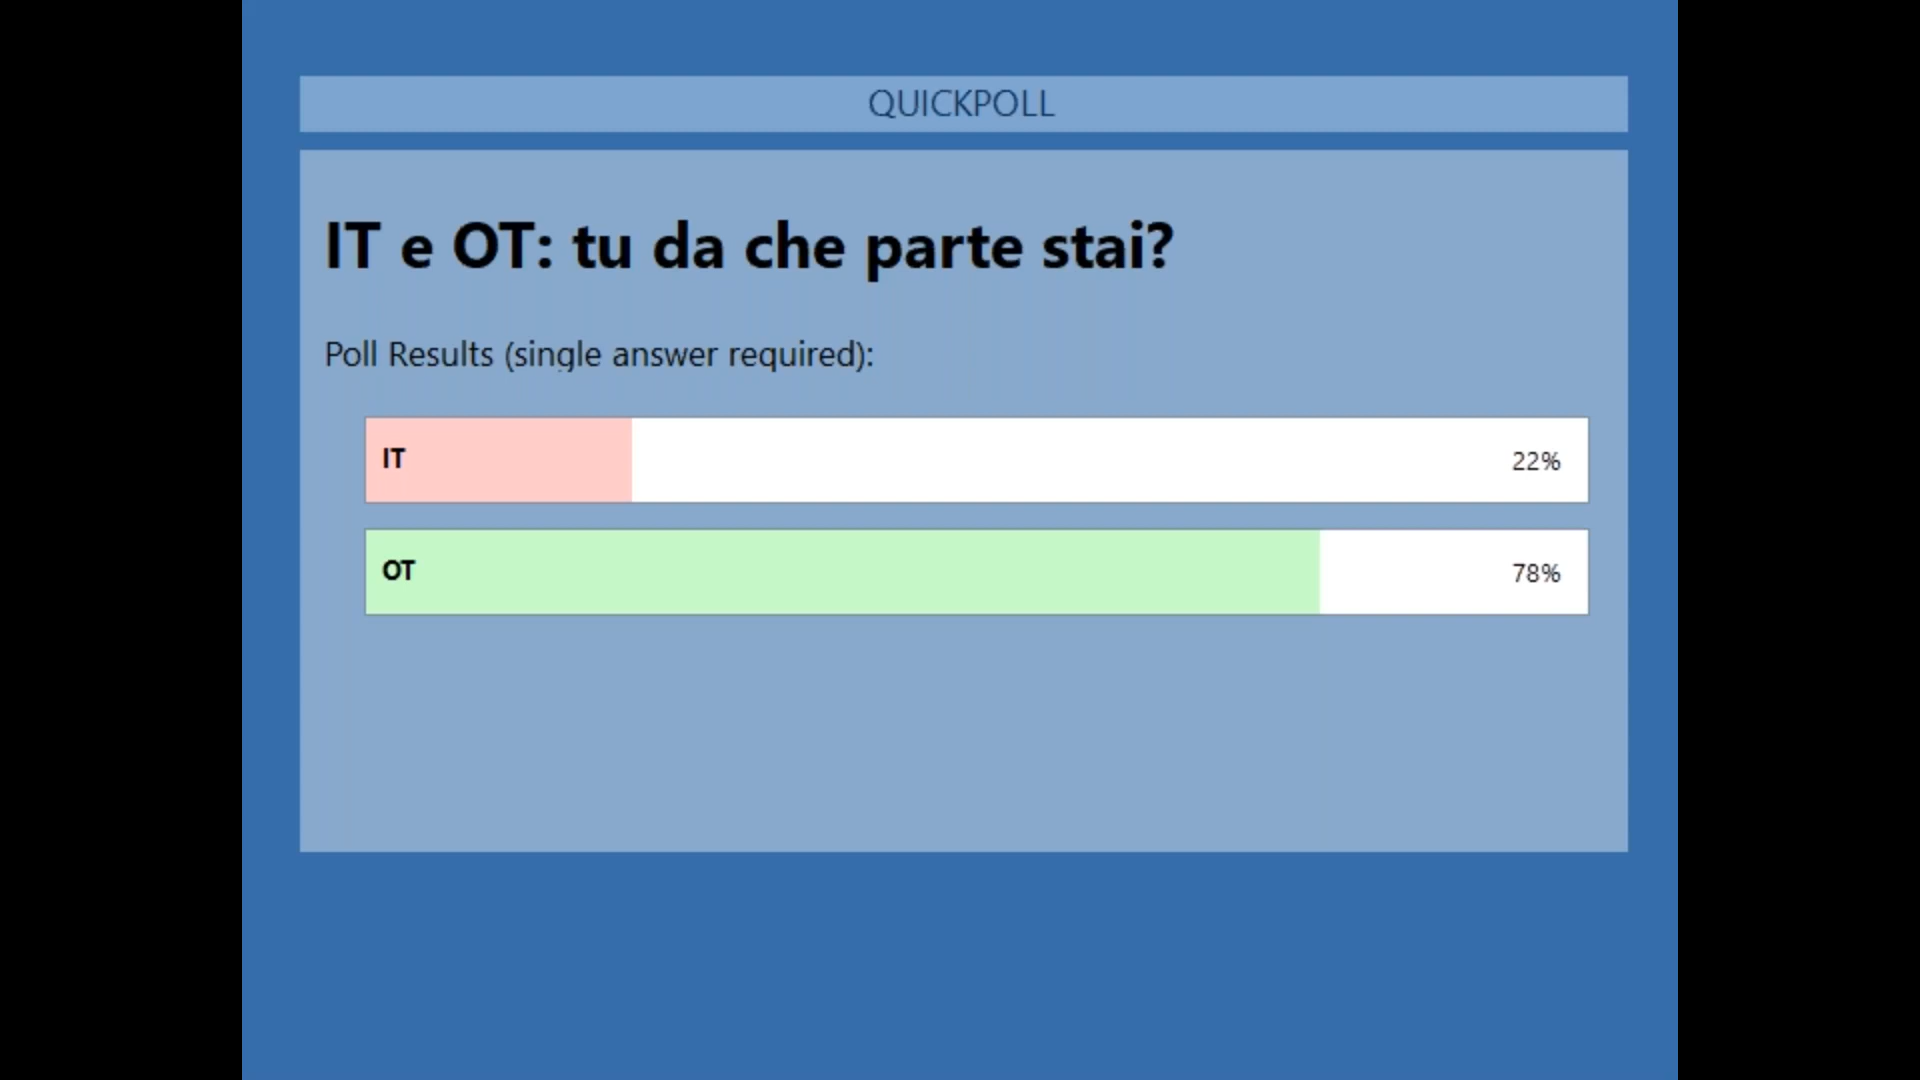 QUICKPOLL
IT e OT: tu da che parte stai?
Poll Results (single answer required):
IT 22%
OT 78%